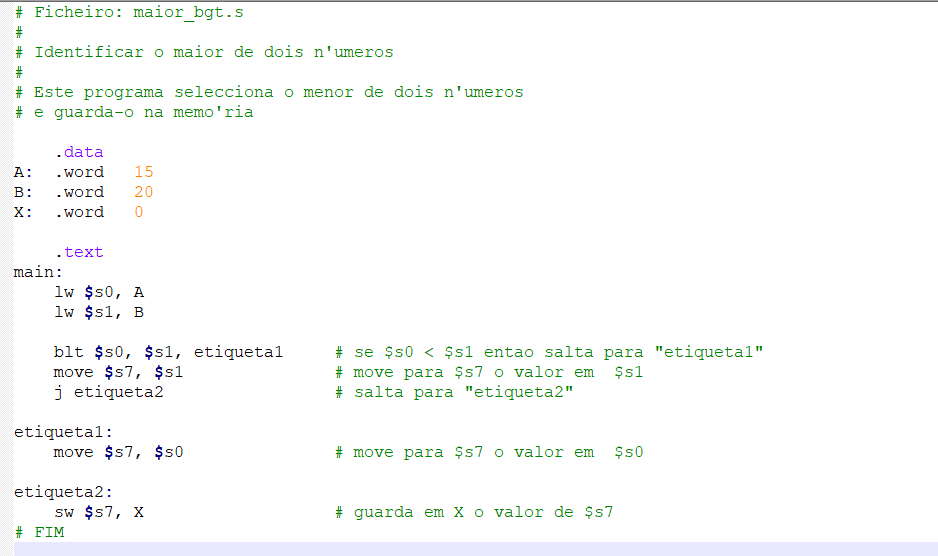 # Ficheiro: maior_bgt.s
#
# Identificar o maior de dois n'umeros
#
# Este programa selecciona o menor de dois n'umeros
# e guarda-o na memo'ria
.data
A: .word 15
B: .word 20
X: .word 0
.text
main:
lw $s0, A
lw $s1, B
blt $s0, $s1, etiqueta1 # se $s0 < $s1 entao salta para "etiqueta1"
move $s7, $s1 # move para $s7 o valor em $s1
j etiqueta2 # salta para "etiqueta2"
etiqueta1:
move $s7, $s0 # move para $s7 o valor em $s0
etiqueta2:
sw $s7, X # guarda em X o valor de $s7
# FIM